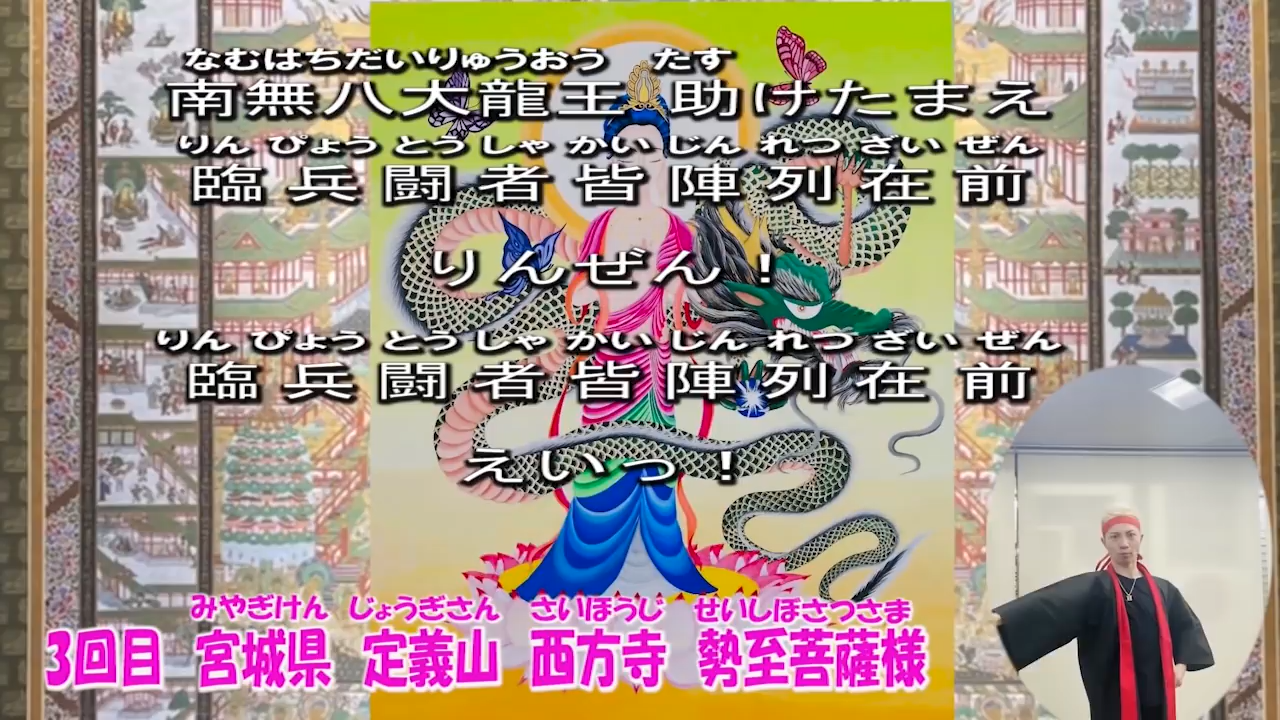 なむはちだいりゅうおう たす
南無八大龍王 助けたまえ
りん ぴょう とう しゃ かい じん れつ ざい ぜん
臨兵闘者皆陣列在前
りんぜん！
りん ぴょう とう しゃ かい じん れつ ざい ぜん
臨兵闘者皆陣列在前
えいっ！
みやぎけん じょうぎさん さいほうじ せいしぼさつさま
3回目 宮城県 定義山 西方寺 勢至菩薩様